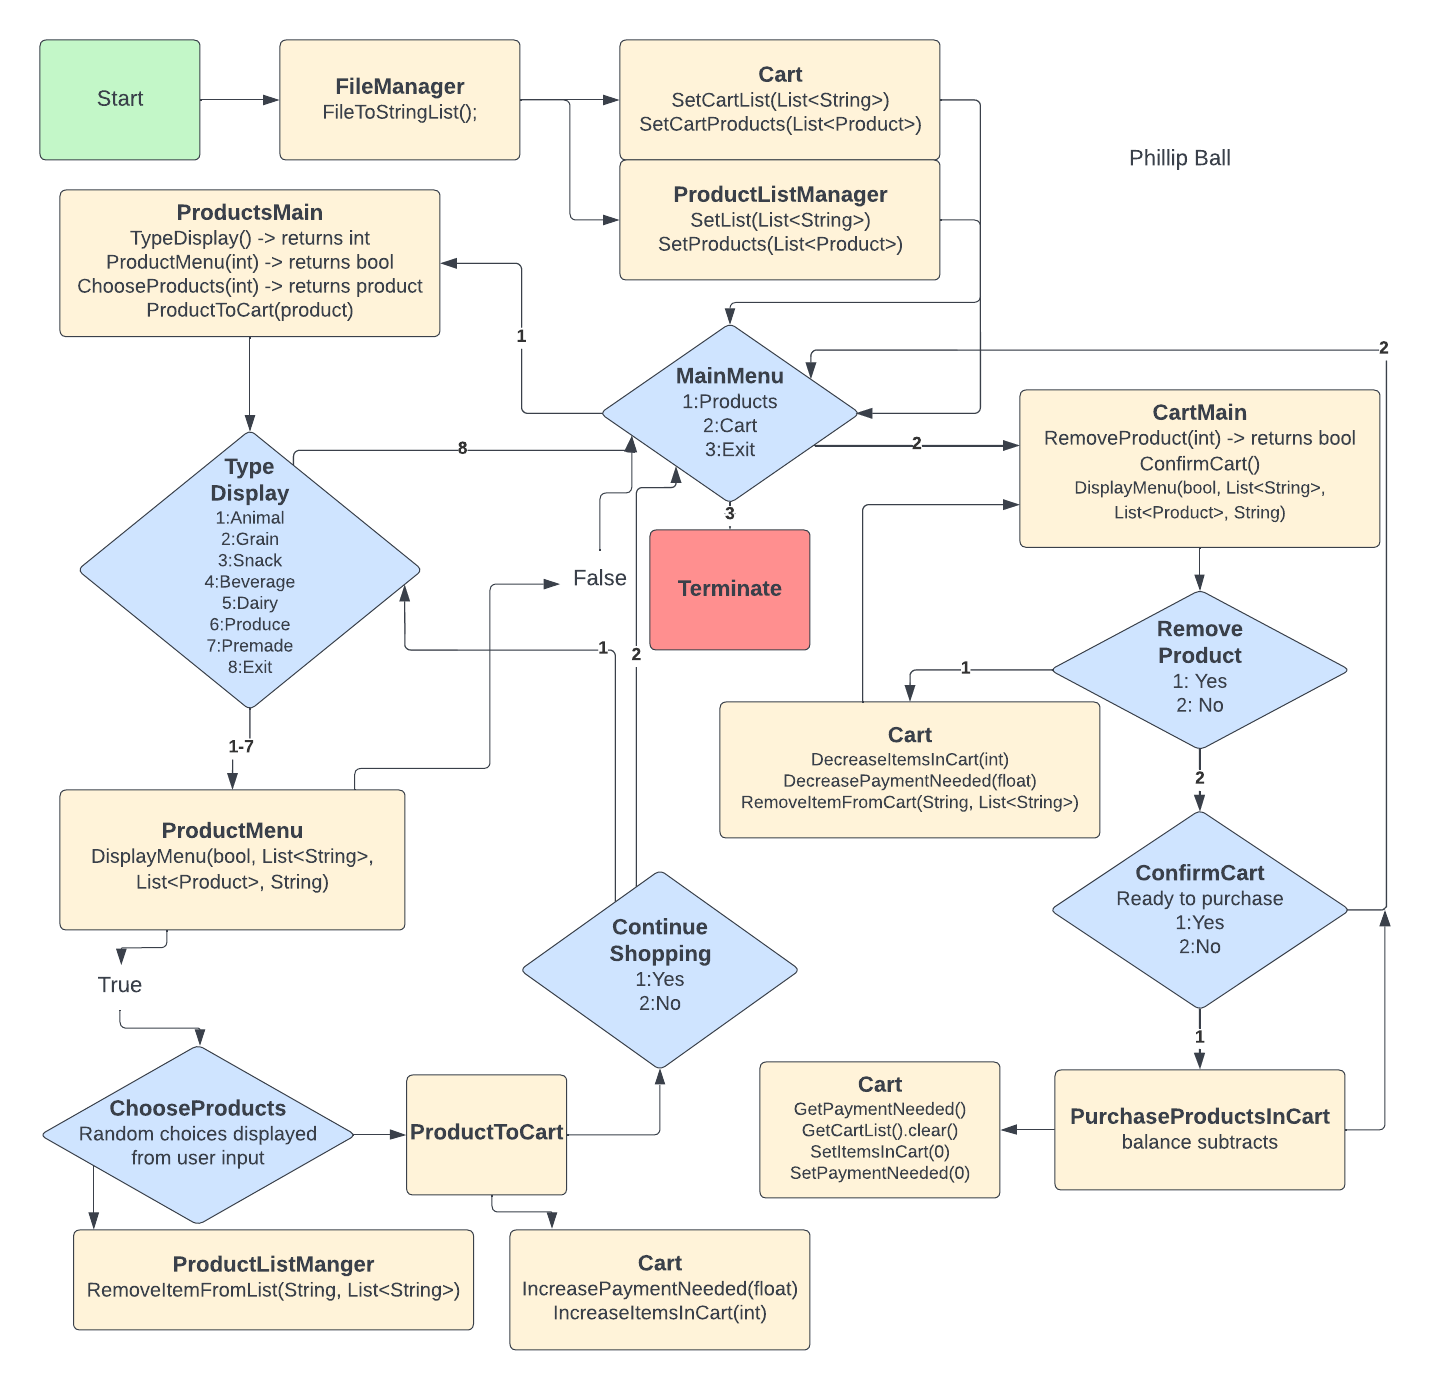 Start
FileManager
FileToStringList();
Cart
SetCartList(List<String>)
SetCartProducts(List<Product>)
Phillip Ball
ProductListManager
SetList(List<String>)
SetProducts(List<Product>)
ProductsMain
TypeDisplay() -> returns int
ProductMenu(int) -> returns bool
ChooseProducts(int) -> returns product
ProductToCart(product)
1
MainMenu
1:Products
2:Cart
3:Exit
2
2
CartMain
RemoveProduct(int) -> returns bool
ConfirmCart()
DisplayMenu(bool, List<String>,
List<Product>, String)
8
Type
Display
1:Animal
2:Grain
3:Snack
4:Beverage
5:Dairy
6:Produce
7:Premade
8:Exit
3
Terminate
False
1
2
Remove
Product
1: Yes
2: No
1
Cart
DecreaseItemsInCart(int)
DecreasePaymentNeeded(float)
RemoveItemFromCart(String, List<String>)
2
1-7
ProductMenu
DisplayMenu(bool, List<String>,
List<Product>, String)
True
Continue
Shopping
1:Yes
2:No
ConfirmCart
Ready to purchase
1:Yes
2:No
1
ChooseProducts
Random choices displayed
from user input
ProductToCart
Cart
GetPaymentNeeded()
GetCartList().clear()
SetItemsInCart(0)
SetPaymentNeeded(0)
PurchaseProductsInCart
balance subtracts
ProductListManger
RemoveItemFromList(String, List<String>)
Cart
IncreasePaymentNeeded(float)
IncreaseItemsInCart(int)